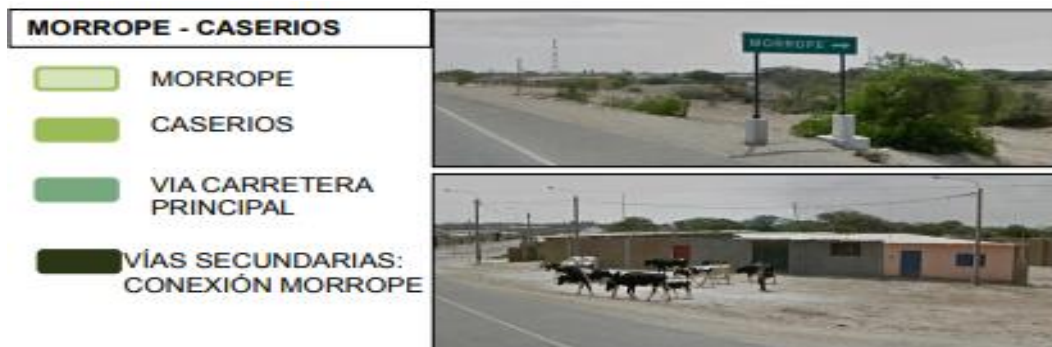 MORROPE - CASERIOS
MORROPE
CASERIOS
VIA CARRETERA
PRINCIPAL
VÍAS SECUNDARIAS:
CONEXIÓN MORROPE
MORROPE →